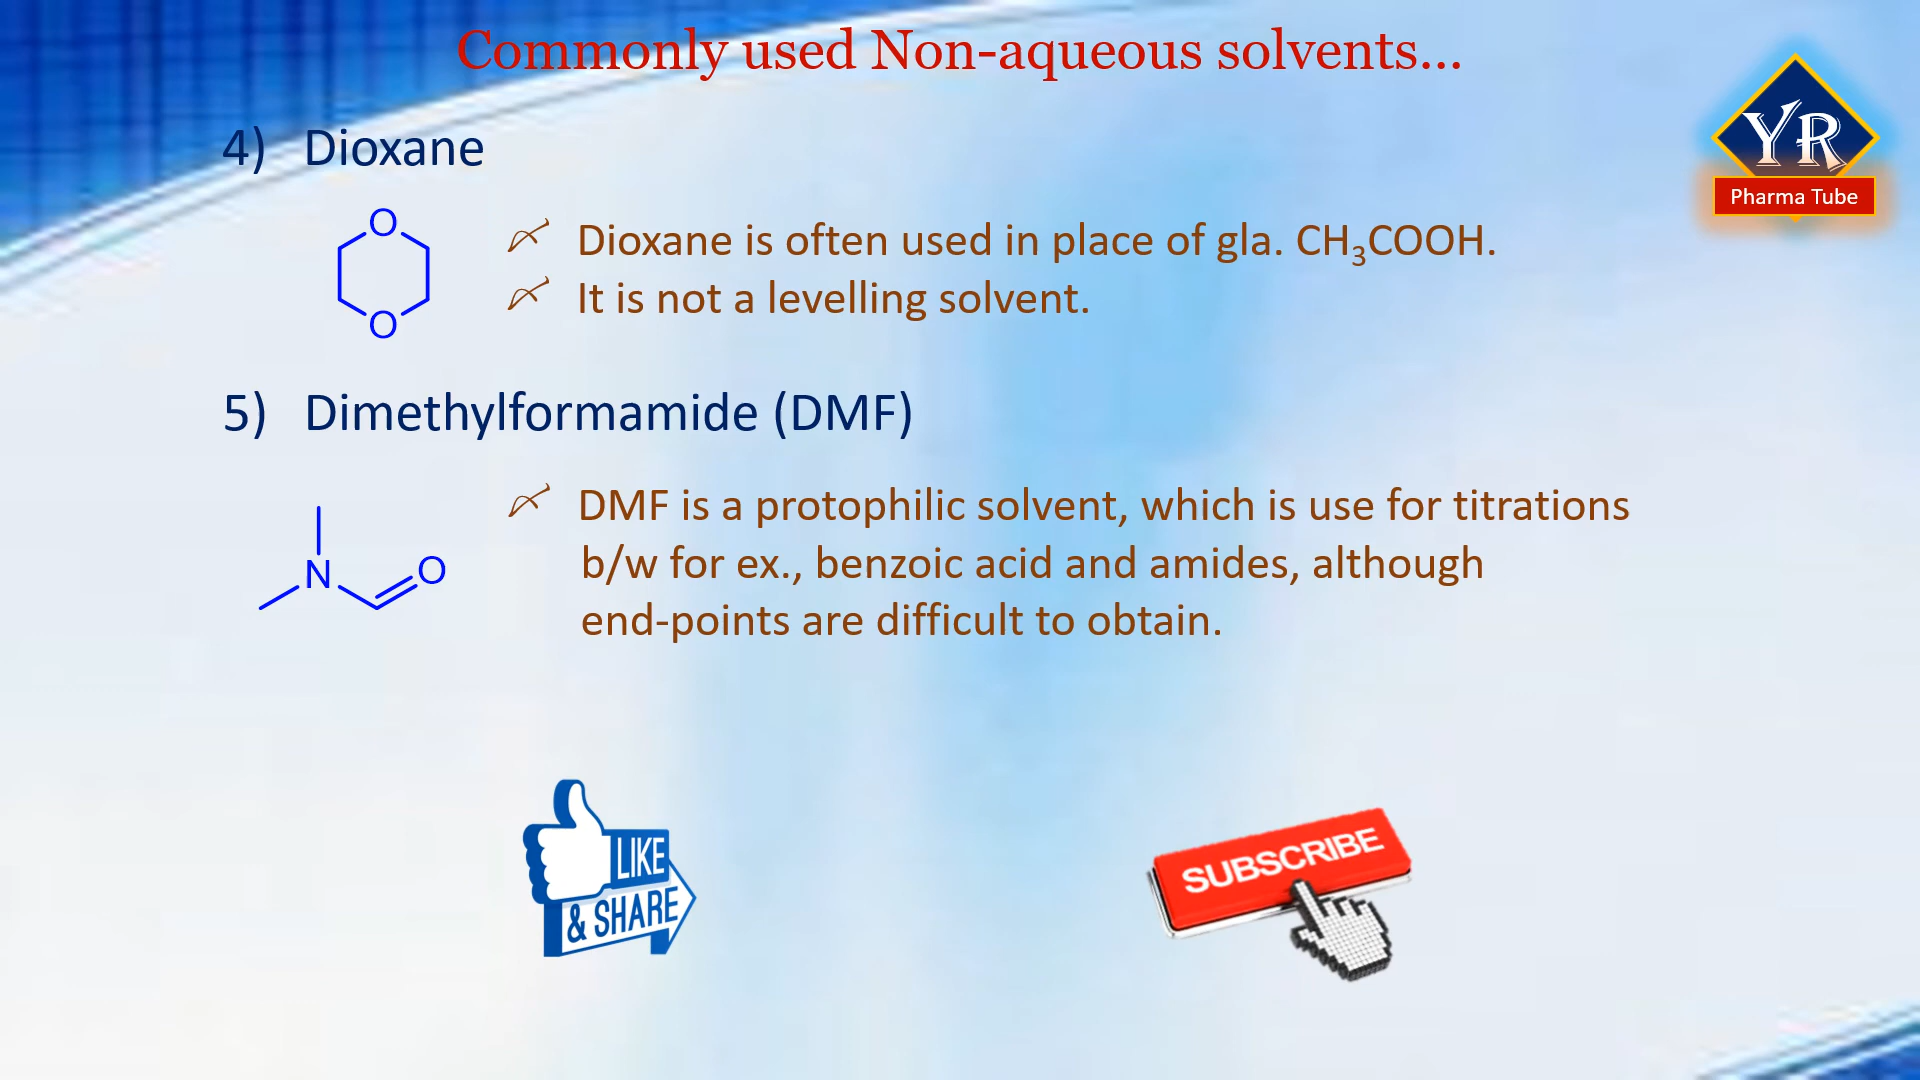 Commonly used Non-aqueous solvents...
YR
Pharma Tube
4) Dioxane
O
O
Dioxane is often used in place of gla. CH₃COOH.
It is not a levelling solvent.
5) Dimethylformamide (DMF)
N
O
DMF is a protophilic solvent, which is use for titrations
b/w for ex., benzoic acid and amides, although
end-points are difficult to obtain.
LIKE
& SHARE
SUBSCRIBE